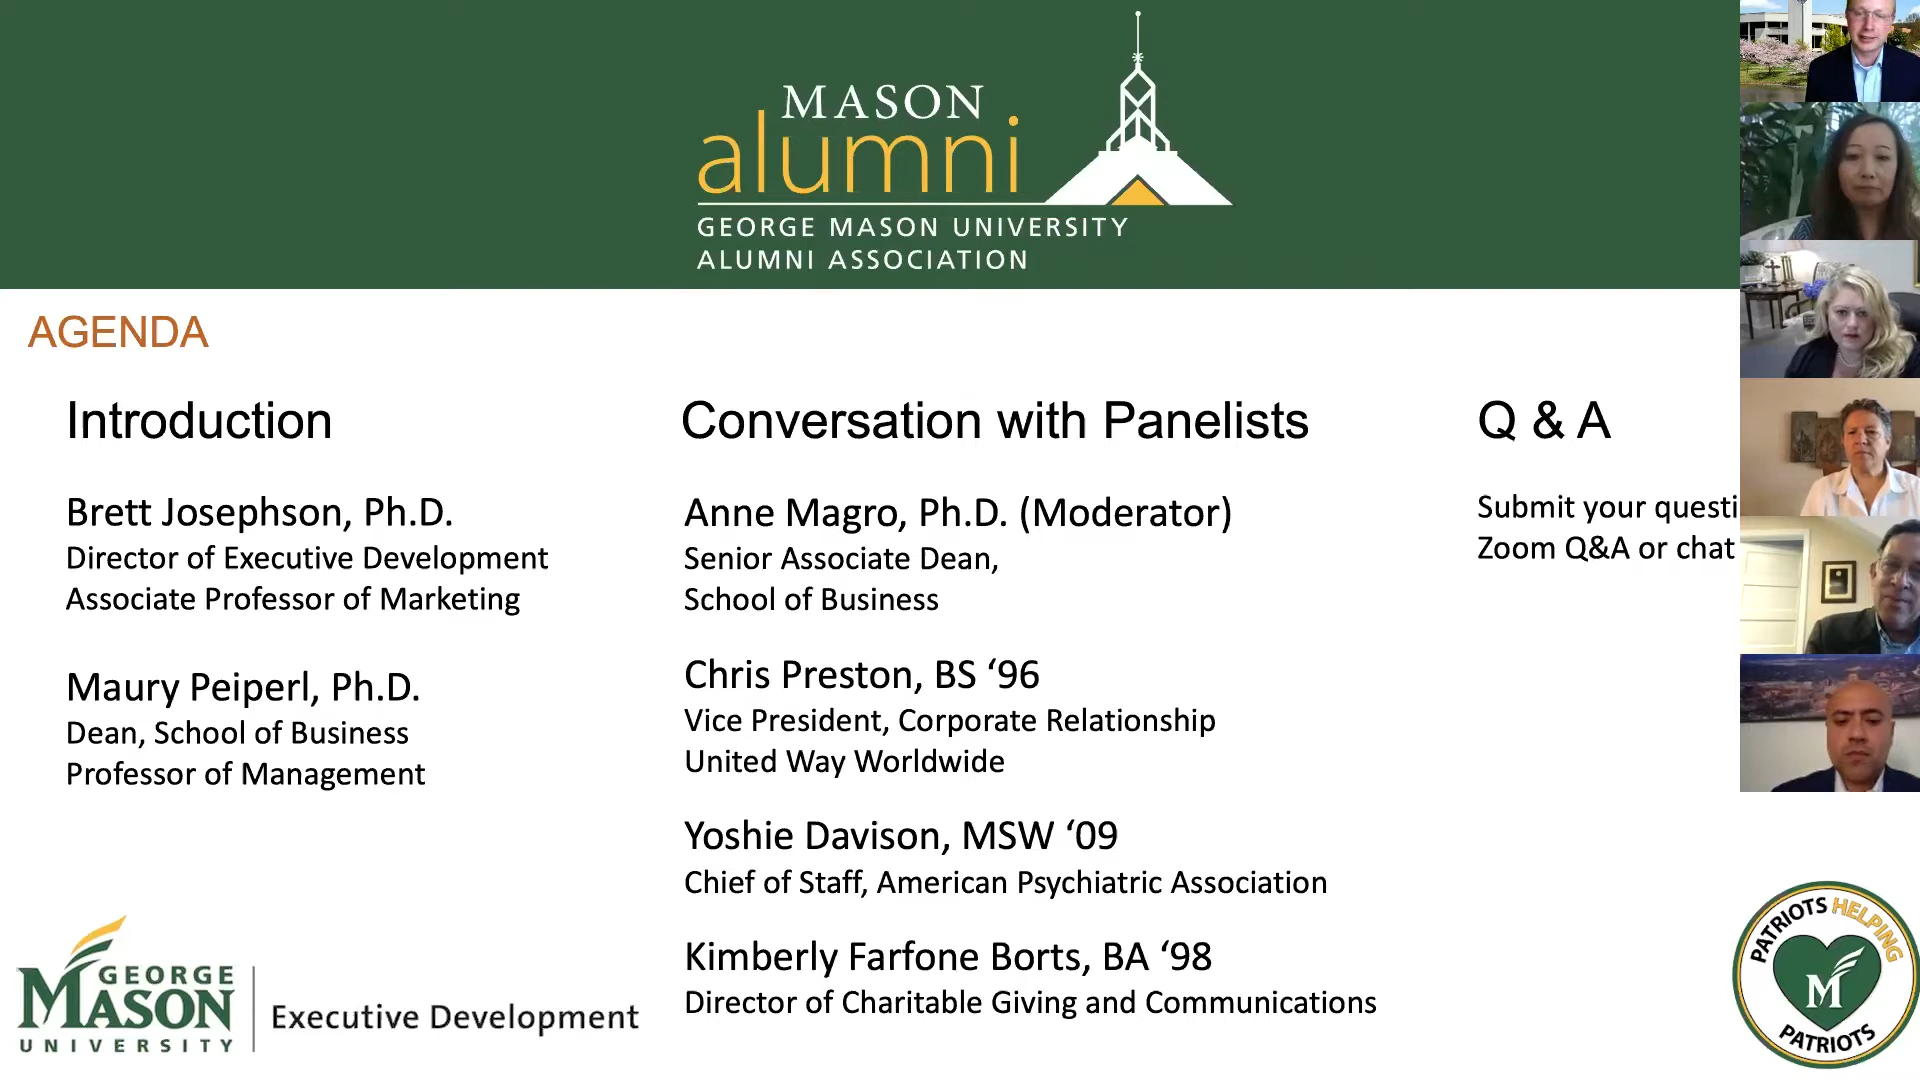 MASON
alumni
GEORGE MASON UNIVERSITY
ALUMNI ASSOCIATION
AGENDA
Introduction
Brett Josephson, Ph.D.
Director of Executive Development
Associate Professor of Marketing
Maury Peiperl, Ph.D.
Dean, School of Business
Professor of Management
Conversation with Panelists
Anne Magro, Ph.D. (Moderator)
Senior Associate Dean,
School of Business
Chris Preston, BS ‘96
Vice President, Corporate Relationship
United Way Worldwide
Yoshie Davison, MSW ‘09
Chief of Staff, American Psychiatric Association
Kimberly Farfone Borts, BA ‘98
Director of Charitable Giving and Communications
Q & A
Submit your questi
Zoom Q&A or chat
GEORGE
MASON
UNIVERSITY
Executive Development
PATRIOTS HELPING
M
PATRIOTS